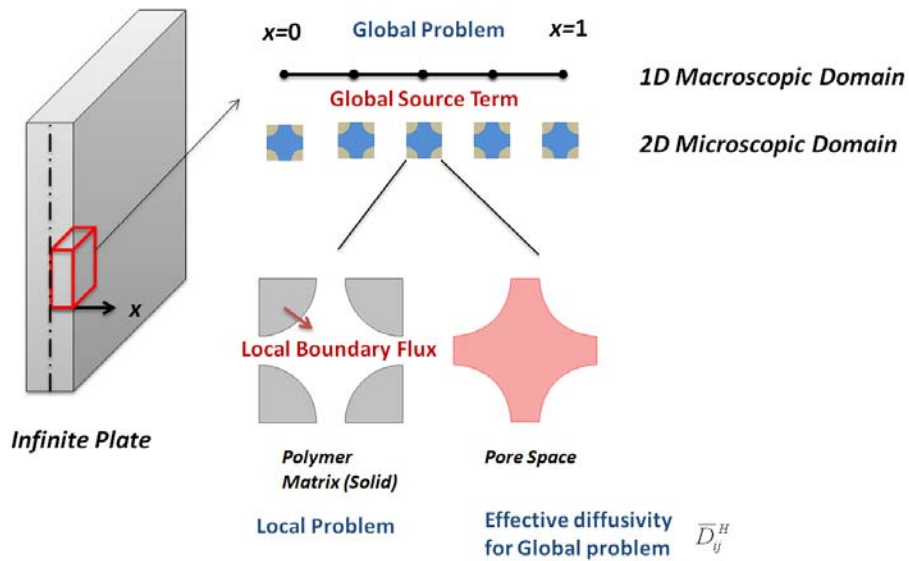 x=0
Global Problem
x=1
1D Macroscopic Domain
Global Source Term
2D Microscopic Domain
x
Local Boundary Flux
Infinite Plate
Polymer
Matrix (Solid)
Pore Space
Local Problem
Effective diffusivity
for Global problem
D̅ᵢⱼᴴ